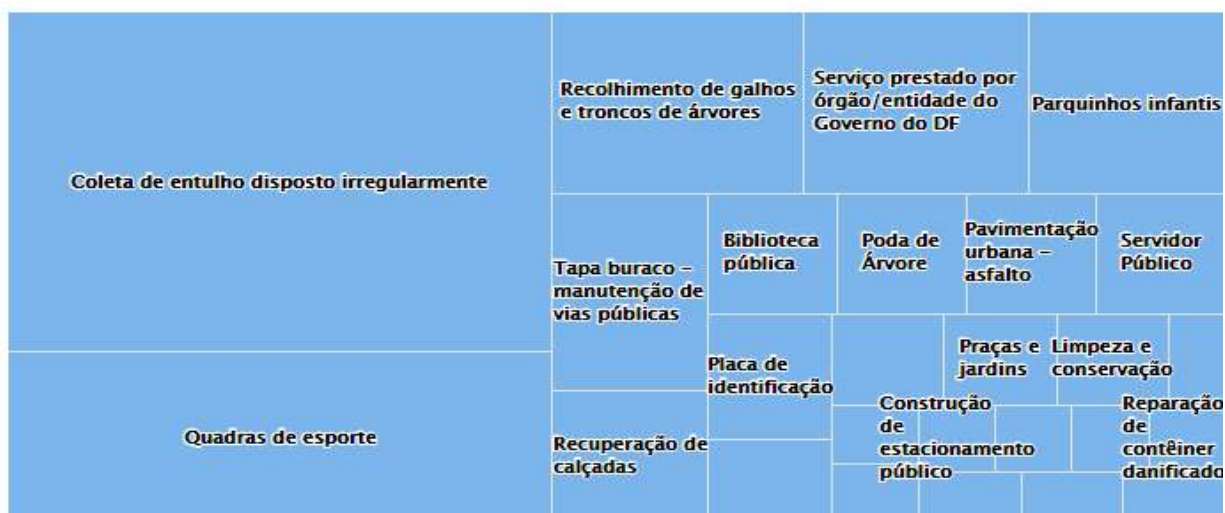 Coleta de entulho disposto irregularmente
Quadras de esporte
Recolhimento de galhos
e troncos de árvores
Serviço prestado por
órgão/entidade do
Governo do DF
Parquinhos infantis
Tapa buraco –
manutenção de
vias públicas
Biblioteca
pública
Poda de
Árvore
Pavimentação
urbana –
asfalto
Servidor
Público
Placa de
identificação
Praças e
jardins
Limpeza e
conservação
Recuperação de
calçadas
Construção
de
estacionamento
público
Reparação
de
contêiner
danificado